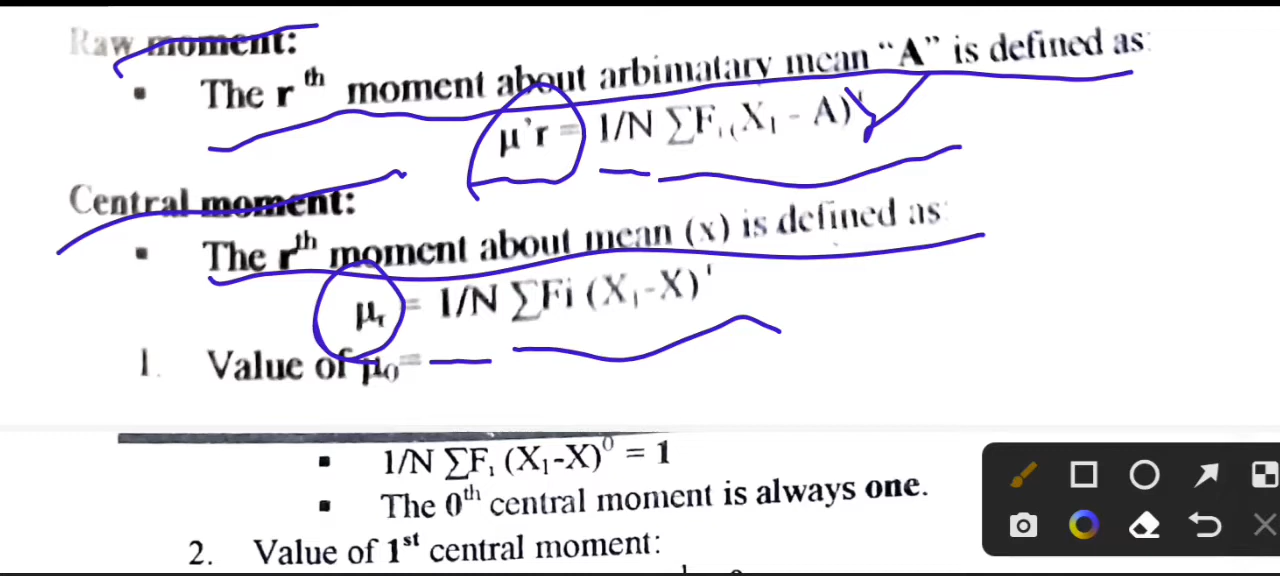 Raw moment:
▪ The r th moment about arbimatary mean “A” is defined as:
μ'r = 1/N ∑F, (X₁ - A)ʳ
Central moment:
▪ The rth moment about mean (x) is defined as:
μr = 1/N ∑Fi (X₁-X)'
1. Value of μ₀=
▪ 1/N ∑F, (X₁-X)⁰ = 1
▪ The 0th central moment is always one.
2. Value of 1st central moment: